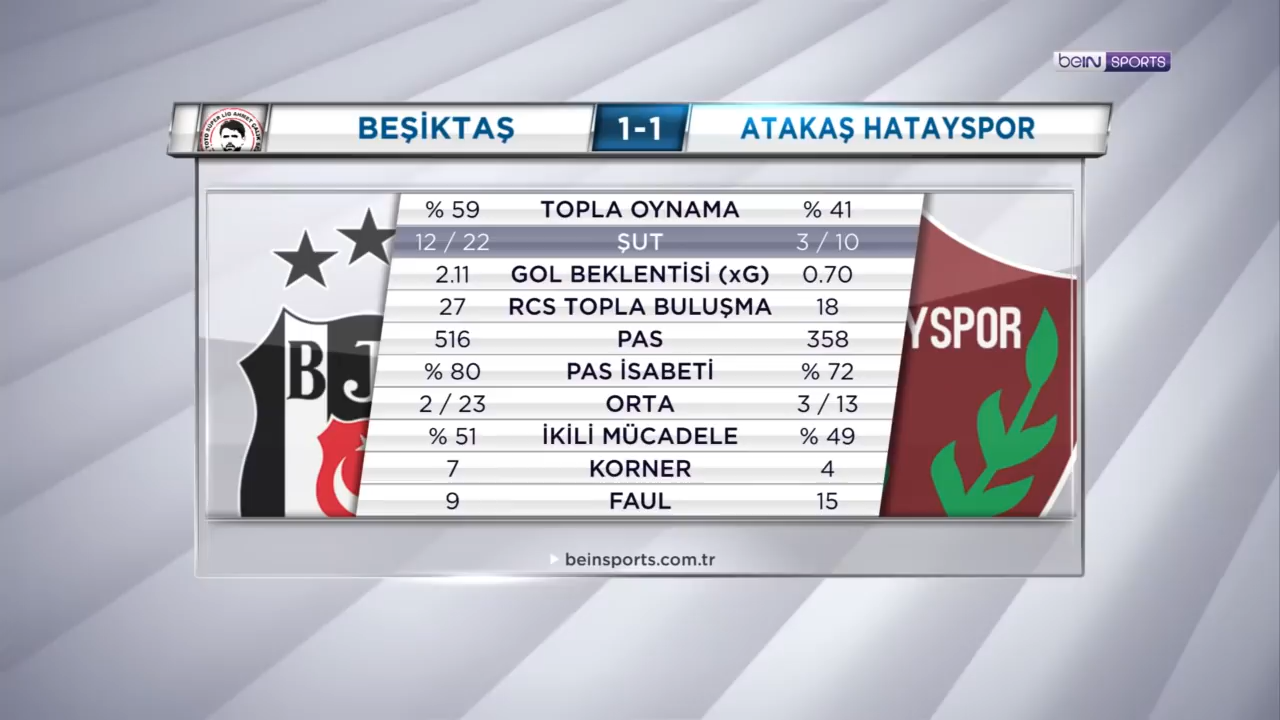 beIN SPORTS
BEŞİKTAŞ 1-1 ATAKAŞ HATAYSPOR
% 59 TOPLA OYNAMA % 41
12 / 22 ŞUT 3 / 10
2.11 GOL BEKLENTİSİ (xG) 0.70
27 RCS TOPLA BULUŞMA 18
516 PAS 358
% 80 PAS İSABETİ % 72
2 / 23 ORTA 3 / 13
% 51 İKİLİ MÜCADELE % 49
7 KORNER 4
9 FAUL 15
BJ
YSPOR
beinsports.com.tr